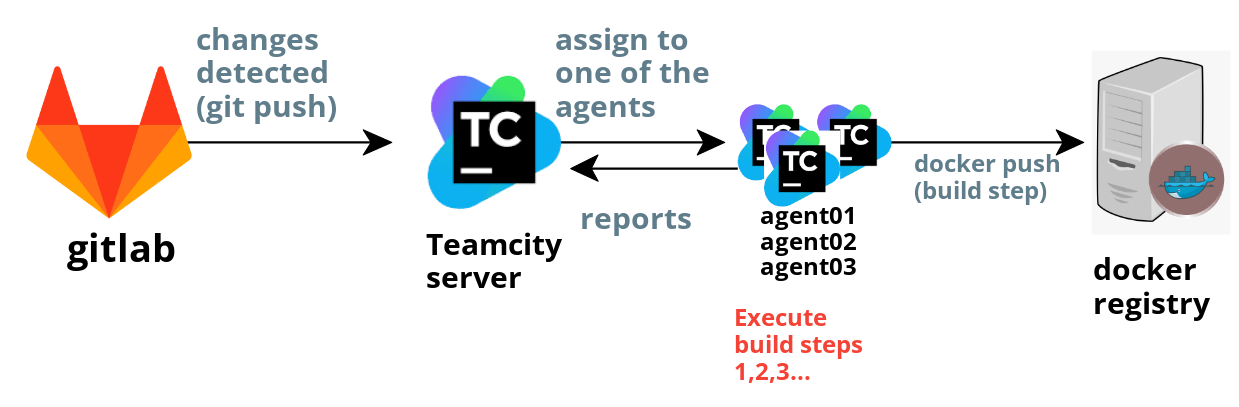 changes
detected
(git push)
gitlab
TC
Teamcity
server
assign to
one of the
agents
reports
TC
TC
TC
agent01
agent02
agent03
Execute
build steps
1,2,3...
docker push
(build step)
docker
registry